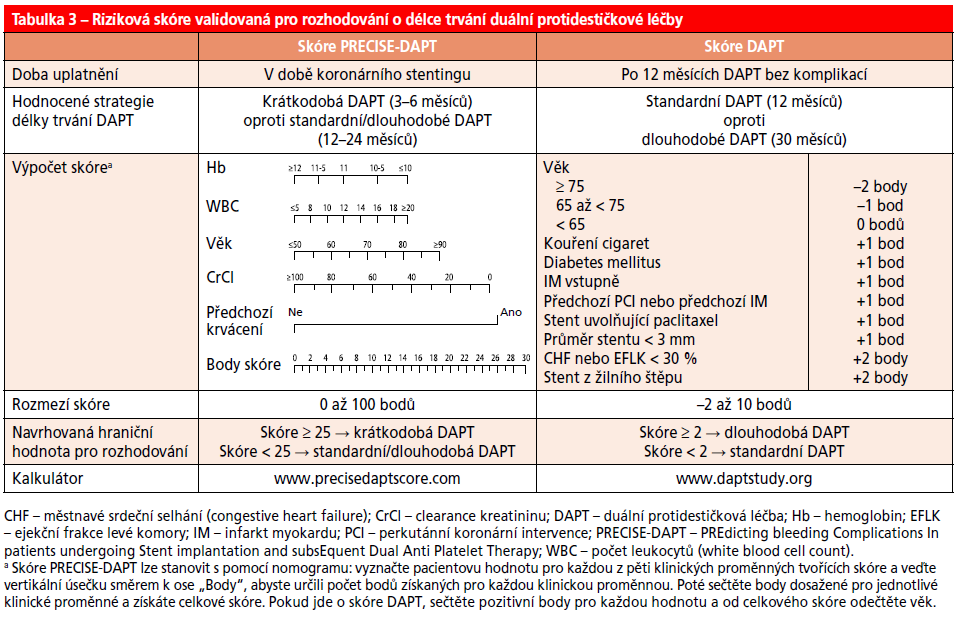 Tabulka 3 – Riziková skóre validovaná pro rozhodování o délce trvání duální protidestičkové léčby
Skóre PRECISE-DAPT Skóre DAPT
Doba uplatnění V době koronárního stentingu Po 12 měsících DAPT bez komplikací
Hodnocené strategie délky trvání DAPT
Krátkodobá DAPT (3–6 měsíců)
oproti standardní/dlouhodobé DAPT
(12–24 měsíců)
Standardní DAPT (12 měsíců)
oproti
dlouhodobé DAPT (30 měsíců)
Výpočet skóreª
Hb ≥12 11-5 11 10-5 ≤10
WBC ≤5 8 10 12 14 16 18 ≥20
Věk ≤50 60 70 80 ≥90
CrCl ≥100 80 60 40 20 0
Předchozí
krvácení
Ne Ano
Body skóre 0 2 4 6 8 10 12 14 16 18 20 22 24 26 28 30
Věk
≥ 75 –2 body
65 až < 75 –1 bod
< 65 0 bodů
Kouření cigaret +1 bod
Diabetes mellitus +1 bod
IM vstupně +1 bod
Předchozí PCI nebo předchozí IM +1 bod
Stent uvolňující paclitaxel +1 bod
Průměr stentu < 3 mm +1 bod
CHF nebo EFLK < 30 % +2 body
Stent z žilního štěpu +2 body
Rozmezí skóre 0 až 100 bodů –2 až 10 bodů
Navrhovaná hraniční
hodnota pro rozhodování
Skóre ≥ 25 → krátkodobá DAPT
Skóre < 25 → standardní/dlouhodobá DAPT
Skóre ≥ 2 → dlouhodobá DAPT
Skóre < 2 → standardní DAPT
Kalkulátor www.precisedaptscore.com www.daptstudy.org
CHF – městnavé srdeční selhání (congestive heart failure); CrCl – clearance kreatininu; DAPT – duální protidestičková léčba; Hb – hemoglobin; EFLK
– ejekční frakce levé komory; IM – infarkt myokardu; PCI – perkutánní koronární intervence; PRECISE-DAPT – PREdicting bleeding Complications In
patients undergoing Stent implantation and subsEquent Dual Anti Platelet Therapy; WBC – počet leukocytů (white blood cell count).
ª Skóre PRECISE-DAPT lze stanovit s pomocí nomogramu: vyznačte pacientovu hodnotu pro každou z pěti klinických proměnných tvořících skóre a veďte
vertikální úsečku směrem k ose „Body“, abyste určili počet bodů získaných pro každou klinickou proměnnou. Poté sečtěte body dosažené pro jednotlivé
klinické proměnné a získáte celkové skóre. Pokud jde o skóre DAPT, sečtěte pozitivní body pro každou hodnotu a od celkového skóre odečtěte věk.